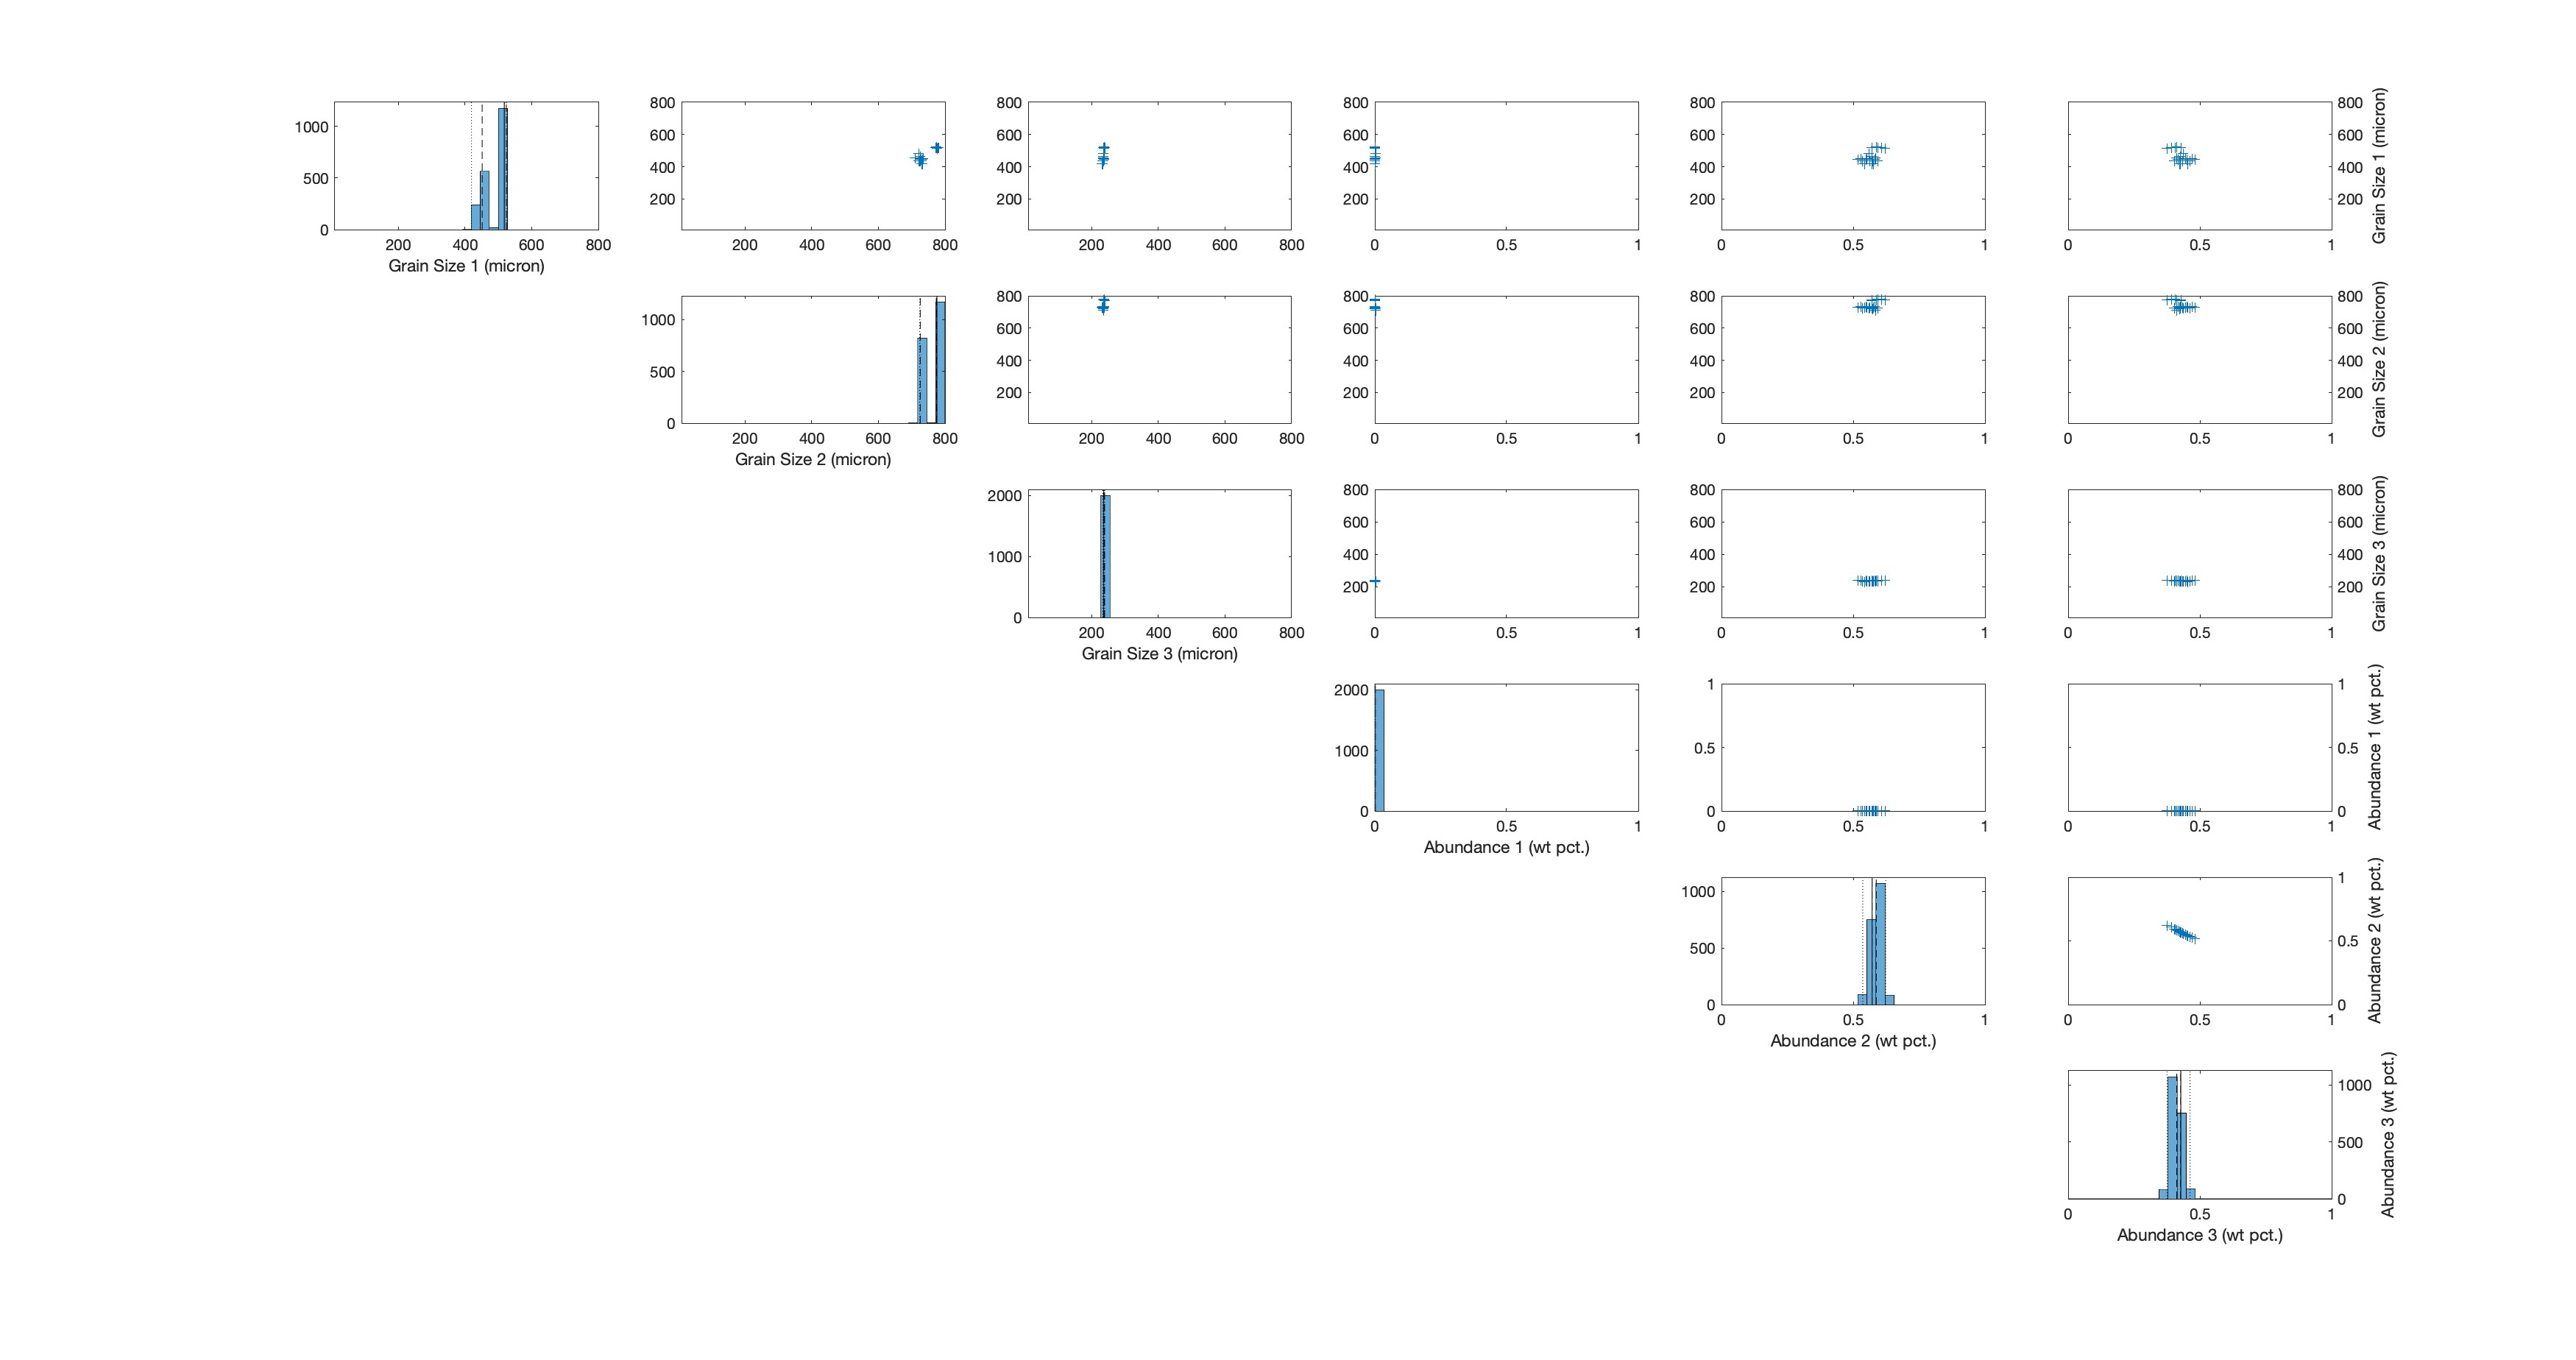 800 800 800 800 800
1000 600 600 600 600 600
500 400 400 400 400 400
200 200 200 200 200
0
200 400 600 800 200 400 600 800 200 400 600 800 0 0.5 1 0 0.5 1 0 0.5 1
Grain Size 1 (micron)
Grain Size 1 (micron)
800 800 800 800
1000 600 600 600 600
500 400 400 400 400
200 200 200 200
0
200 400 600 800 200 400 600 800 0 0.5 1 0 0.5 1 0 0.5 1
Grain Size 2 (micron)
Grain Size 2 (micron)
2000 800 800 800
600 600 600
1000 400 400 400
200 200 200
0
200 400 600 800 0 0.5 1 0 0.5 1 0 0.5 1
Grain Size 3 (micron)
Grain Size 3 (micron)
2000 1 1
1000 0.5 0.5
0 0 0
0 0.5 1 0 0.5 1 0 0.5 1
Abundance 1 (wt pct.)
Abundance 1 (wt pct.)
1000 1
500 0.5
0 0
0 0.5 1 0 0.5 1
Abundance 2 (wt pct.)
Abundance 2 (wt pct.)
1000
500
0
0 0.5 1
Abundance 3 (wt pct.)
Abundance 3 (wt pct.)